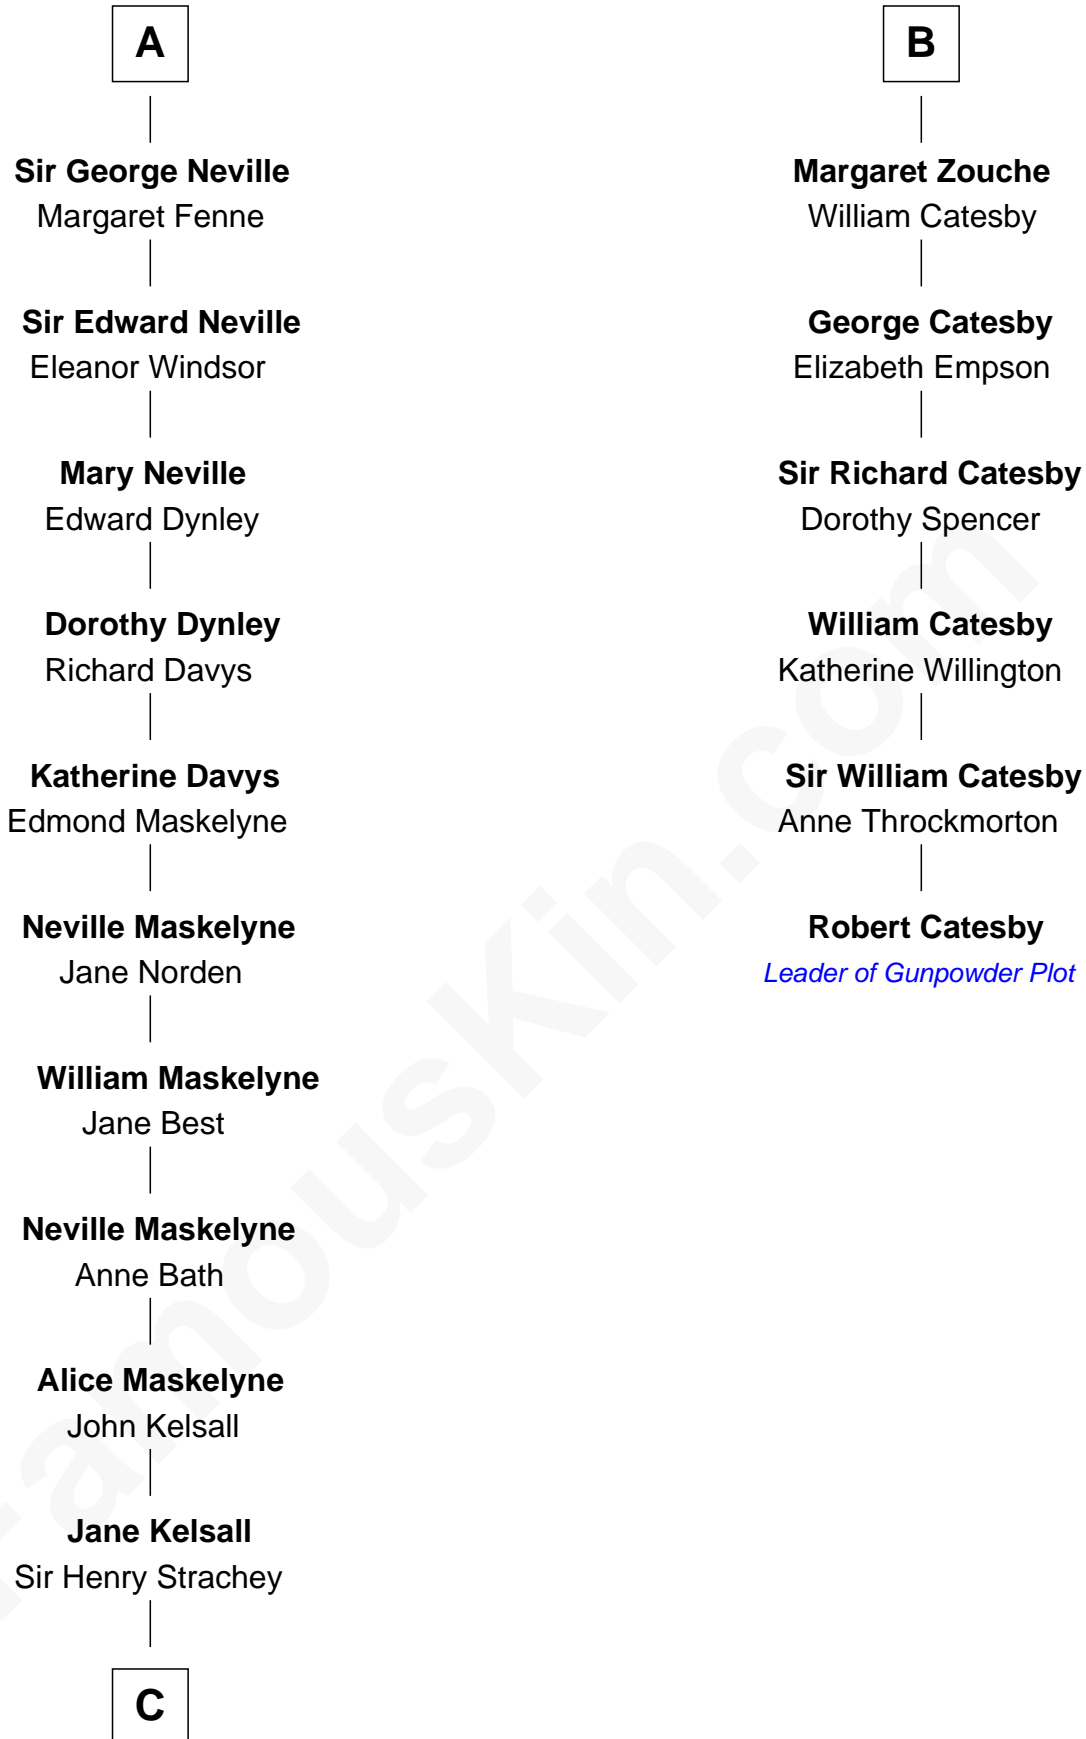 A
Sir George Neville
Margaret Fenne
Sir Edward Neville
Eleanor Windsor
Mary Neville
Edward Dynley
Dorothy Dynley
Richard Davys
Katherine Davys
Edmond Maskelyne
Neville Maskelyne
Jane Norden
William Maskelyne
Jane Best
Neville Maskelyne
Anne Bath
Alice Maskelyne
John Kelsall
Jane Kelsall
Sir Henry Strachey
C
B
Margaret Zouche
William Catesby
George Catesby
Elizabeth Empson
Sir Richard Catesby
Dorothy Spencer
William Catesby
Katherine Willington
Sir William Catesby
Anne Throckmorton
Robert Catesby
Leader of Gunpowder Plot
FamousKin.com